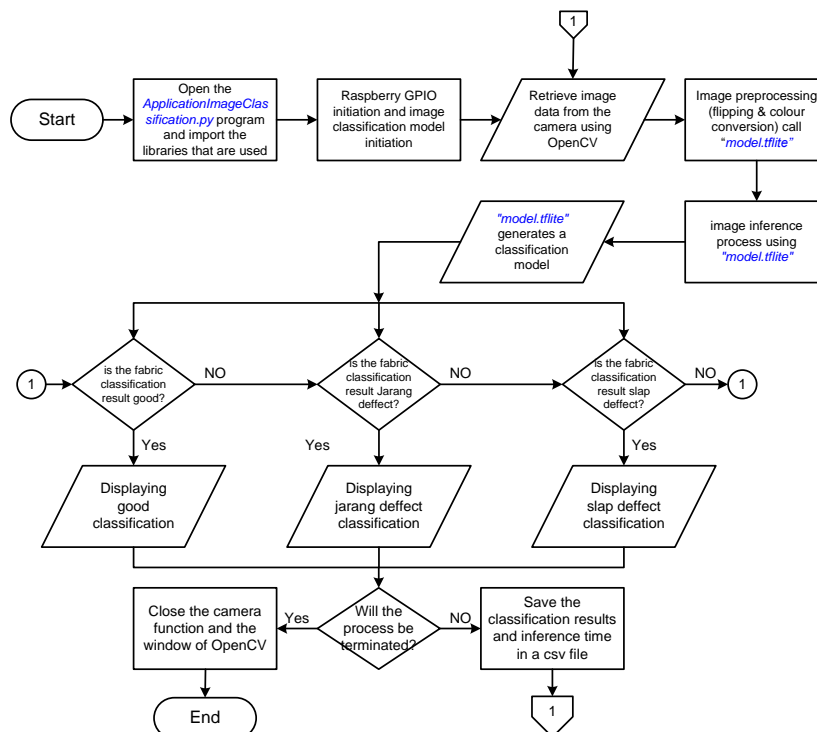 1
Start
Open the
ApplicationImageClas
sification.py program
and import the
libraries that are used
Raspberry GPIO
initiation and image
classification model
initiation
Retrieve image
data from the
camera using
OpenCV
Image preprocessing
(flipping & colour
conversion) call
“model.tflite”
"model.tflite"
generates a
classification
model
image inference
process using
"model.tflite"
1
is the fabric
classification
result good?
NO
is the fabric
classification
result Jarang
deffect?
NO
is the fabric
classification
result slap
deffect?
NO
1
Yes
Yes
Yes
Displaying
good
classification
Displaying
jarang deffect
classification
Displaying
slap deffect
classification
Close the camera
function and the
window of OpenCV
Yes
Will the
process be
terminated?
NO
Save the
classification results
and inference time
in a csv file
End
1